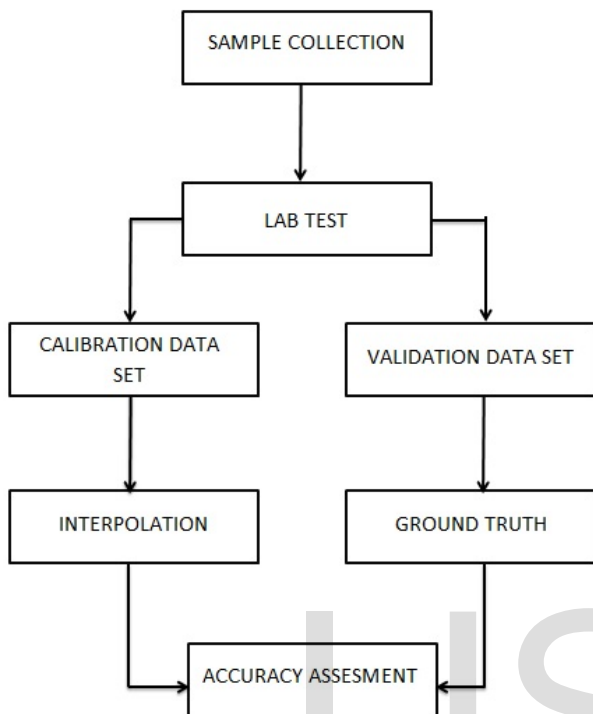 SAMPLE COLLECTION
LAB TEST
CALIBRATION DATA
SET
VALIDATION DATA SET
INTERPOLATION
GROUND TRUTH
ACCURACY ASSESMENT